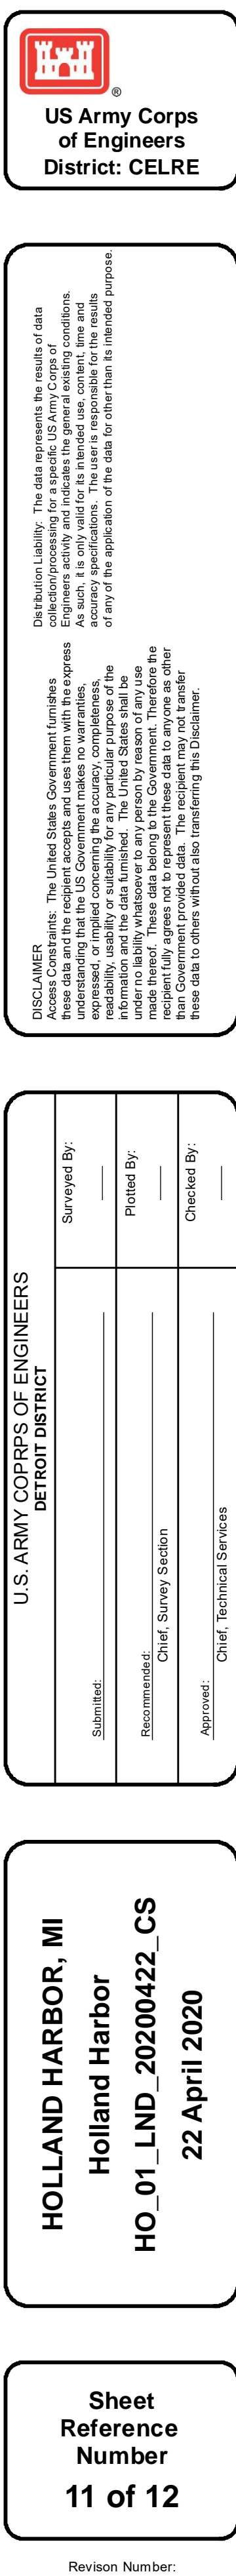 US Army Corps
of Engineers
District: CELRE
®
DISCLAIMER
Access Constraints: The United States Government furnishes
these data and the recipient accepts and uses them with the express
understanding that the US Government makes no warranties,
expressed, or implied concerning the accuracy, completeness,
readability, usability or suitability for any particular purpose of the
information and the data furnished. The United States shall be
under no liability whatsoever to any person by reason of any use
made thereof. These data belong to the Government. Therefore the
recipient fully agrees not to represent these data to anyone as other
than Government provided data. The recipient may not transfer
these data to others without also transferring this Disclaimer.
Distribution Liability: The data represents the results of data
collection/processing for a specific US Army Corps of
Engineers activity and indicates the general existing conditions.
As such, it is only valid for its intended use, content, time and
accuracy specifications. The user is responsible for the results
of any of the application of the data for other than its intended purpose.
U.S. ARMY COPRPS OF ENGINEERS
DETROIT DISTRICT
Submitted:
Surveyed By:
Recommended:
Chief, Survey Section
Plotted By:
Approved:
Chief, Technical Services
Checked By:
HOLLAND HARBOR, MI
Holland Harbor
HO_01_LND_20200422_CS
22 April 2020
Sheet
Reference
Number
11 of 12
Revison Number: